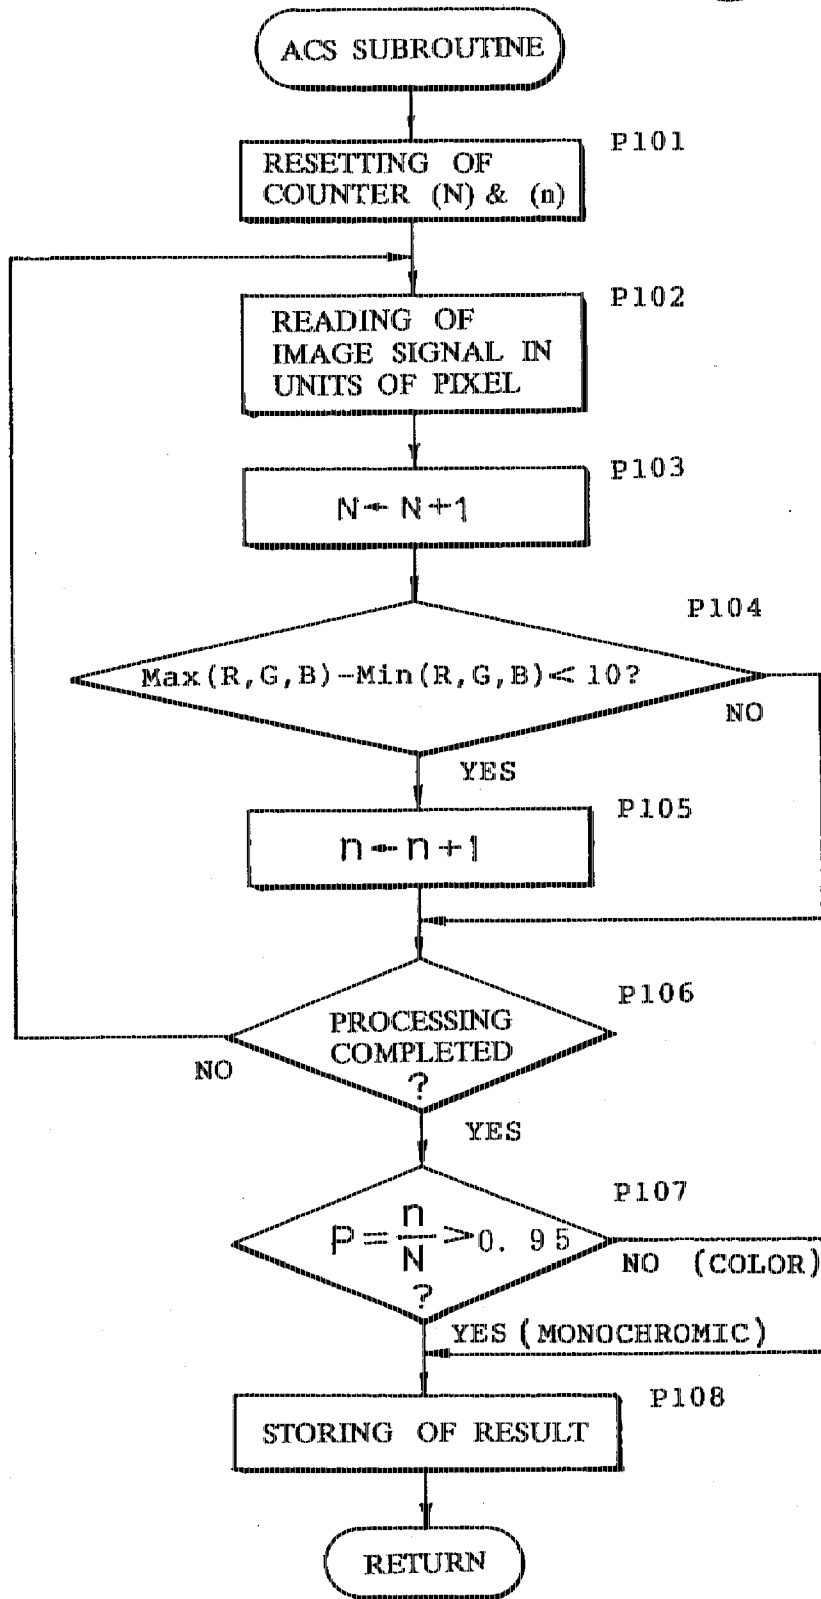 ACS SUBROUTINE
P101
RESETTING OF
COUNTER (N) & (n)
P102
READING OF
IMAGE SIGNAL IN
UNITS OF PIXEL
P103
N ← N+1
P104
Max(R,G,B)-Min(R,G,B)< 10?
NO
YES
P105
n ← n+1
P106
PROCESSING
COMPLETED
?
NO
YES
P107
P = n/N > 0.95
?
NO (COLOR)
YES (MONOCHROMIC)
P108
STORING OF RESULT
RETURN